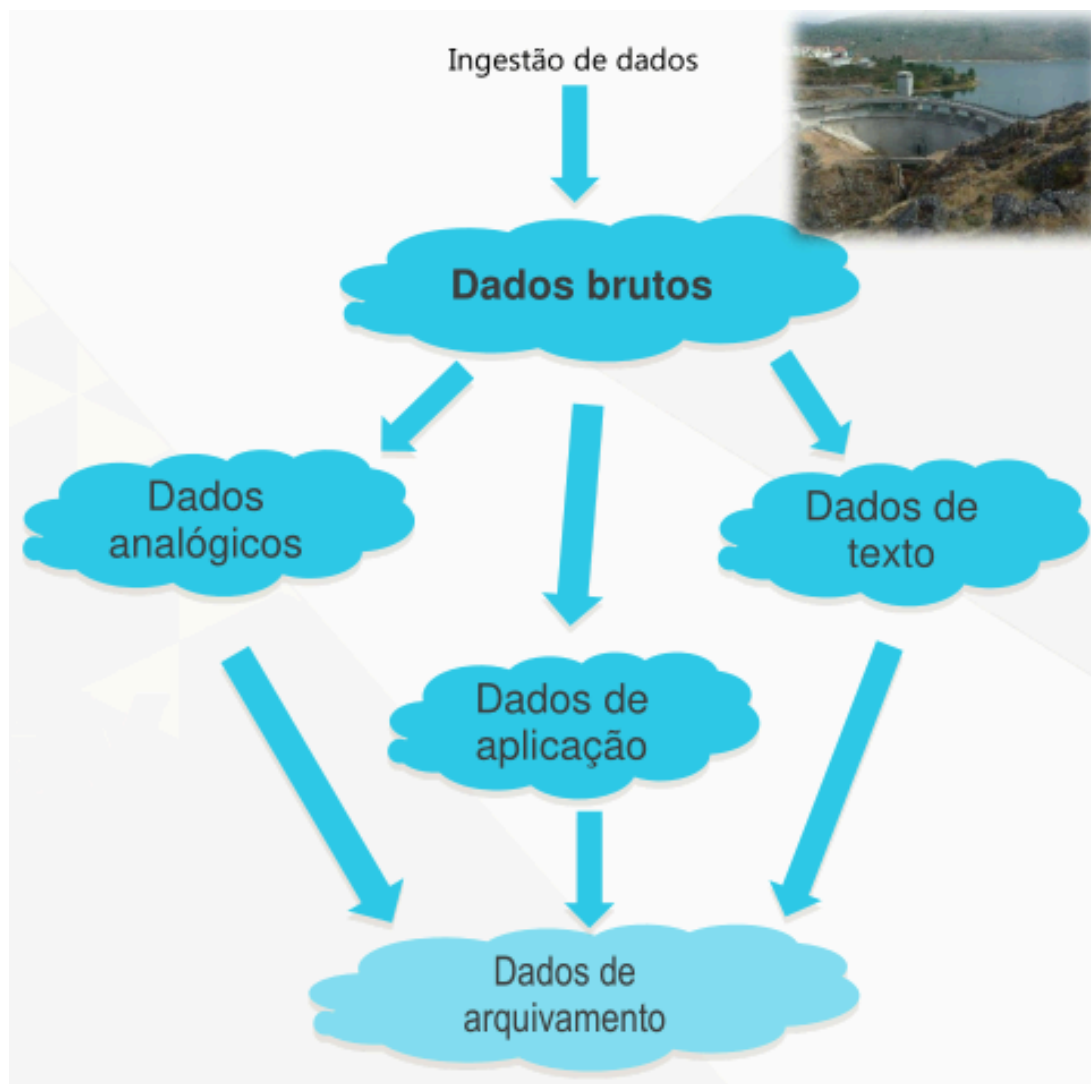 Ingestão de dados
Dados brutos
Dados
analógicos
Dados de
texto
Dados de
aplicação
Dados de
arquivamento